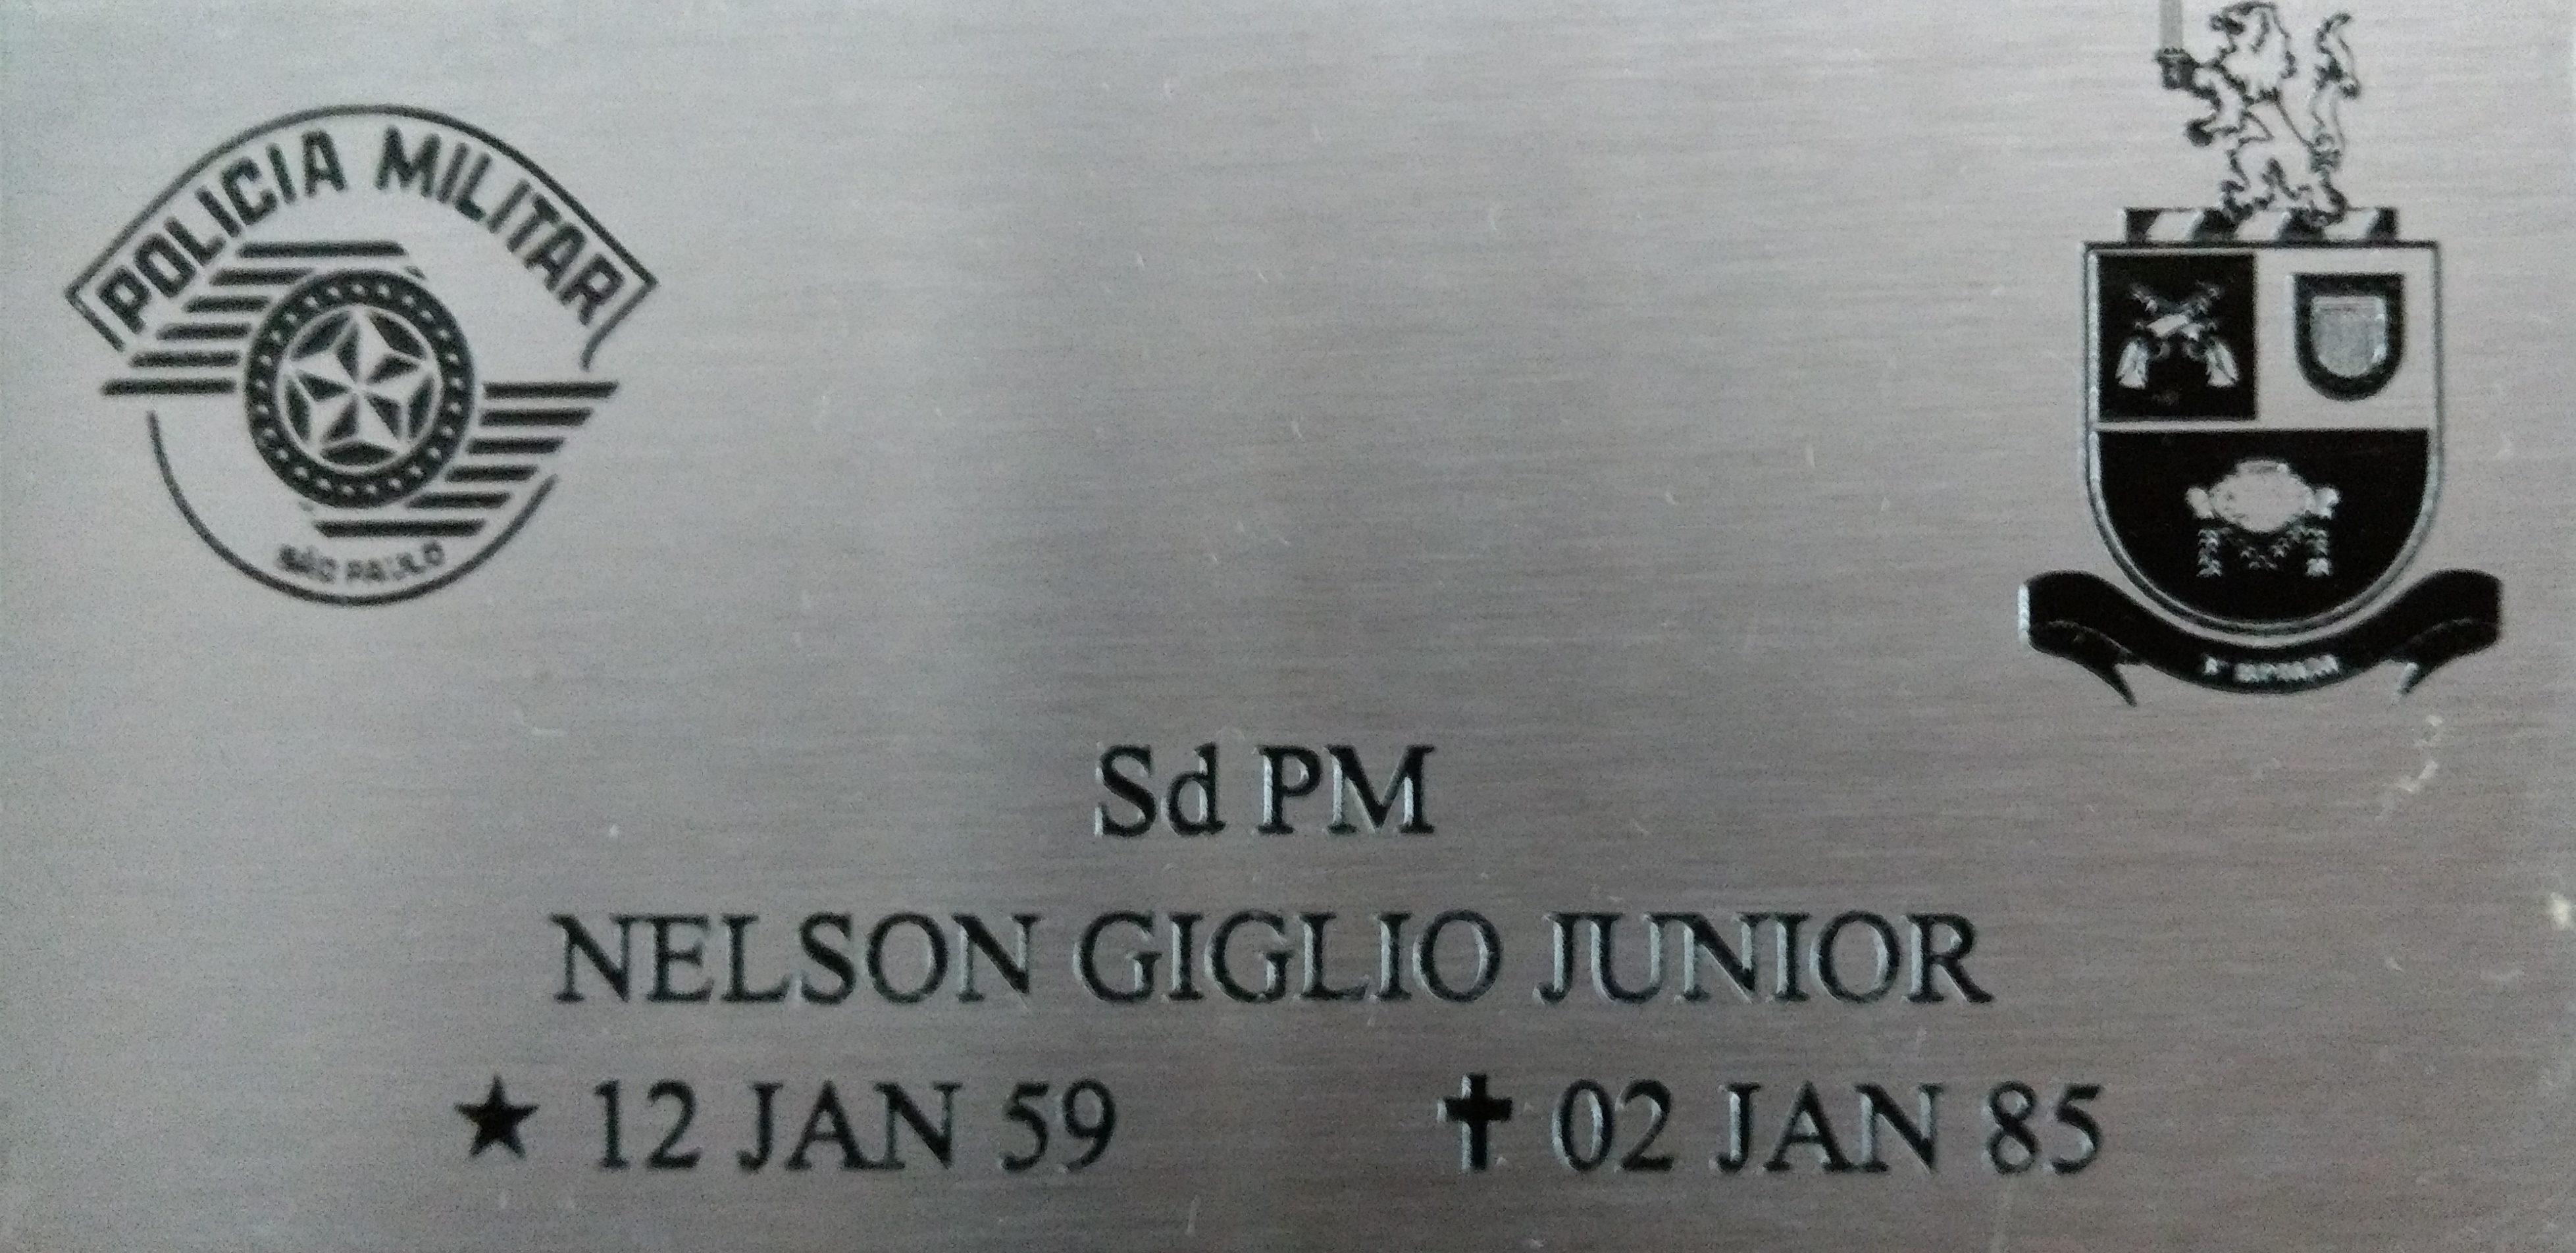 POLICIA MILITAR
SÃO PAULO
Sd PM
NELSON GIGLIO JUNIOR
★ 12 JAN 59 ✝ 02 JAN 85